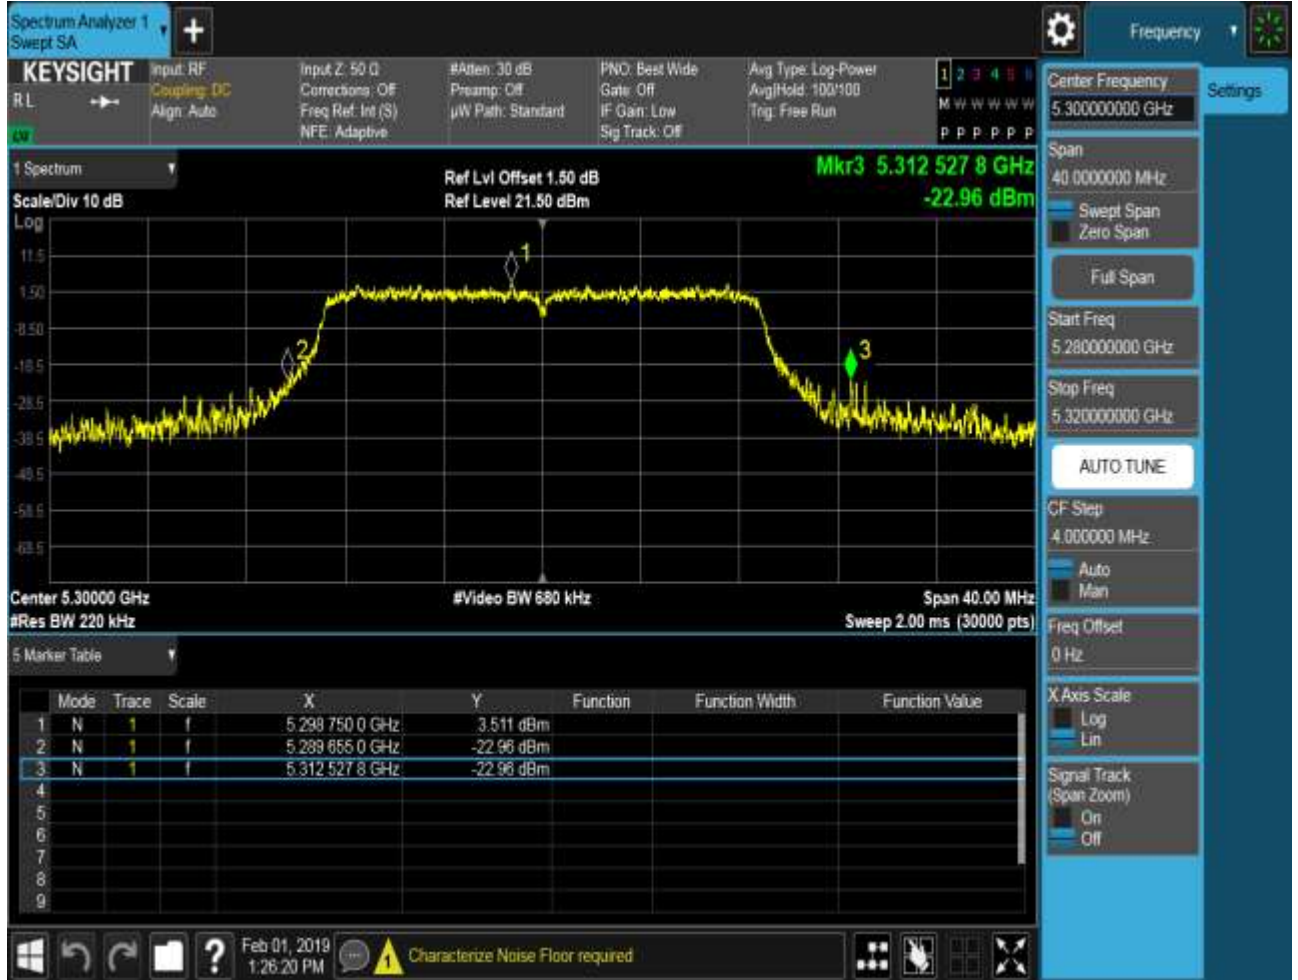 Spectrum Analyzer 1
Swept SA
+
Frequency
KEYSIGHT
Input: RF
Input Z: 50 Ω
#Atten: 30 dB
PNO: Best Wide
Avg Type: Log-Power
1 2 3 4 5 6
RL
Coupling: DC
Corrections: Off
Preamp: Off
Gate: Off
Avg|Hold: 100/100
M W W W W W
Align: Auto
Freq Ref: Int (S)
µW Path: Standard
IF Gain: Low
Trig: Free Run
NFE: Adaptive
Sig Track: Off
P P P P P P
1 Spectrum
Ref Lvl Offset 1.50 dB
Mkr3 5.312 527 8 GHz
Scale/Div 10 dB
Ref Level 21.50 dBm
-22.96 dBm
Log
11.5
1.50
-8.50
-18.5
-28.5
-38.5
-48.5
-58.5
-68.5
1
2
3
Center 5.30000 GHz
#Video BW 680 kHz
Span 40.00 MHz
#Res BW 220 kHz
Sweep 2.00 ms (30000 pts)
5 Marker Table
Mode Trace Scale X Y Function Function Width Function Value
1 N 1 f 5.298 750 0 GHz 3.511 dBm
2 N 1 f 5.289 655 0 GHz -22.96 dBm
3 N 1 f 5.312 527 8 GHz -22.96 dBm
4
5
6
7
8
9
Center Frequency
5.300000000 GHz
Settings
Span
40.0000000 MHz
Swept Span
Zero Span
Full Span
Start Freq
5.280000000 GHz
Stop Freq
5.320000000 GHz
AUTO TUNE
CF Step
4.000000 MHz
Auto
Man
Freq Offset
0 Hz
X Axis Scale
Log
Lin
Signal Track
(Span Zoom)
On
Off
?
Feb 01, 2019
1:26:20 PM
1
Characterize Noise Floor required